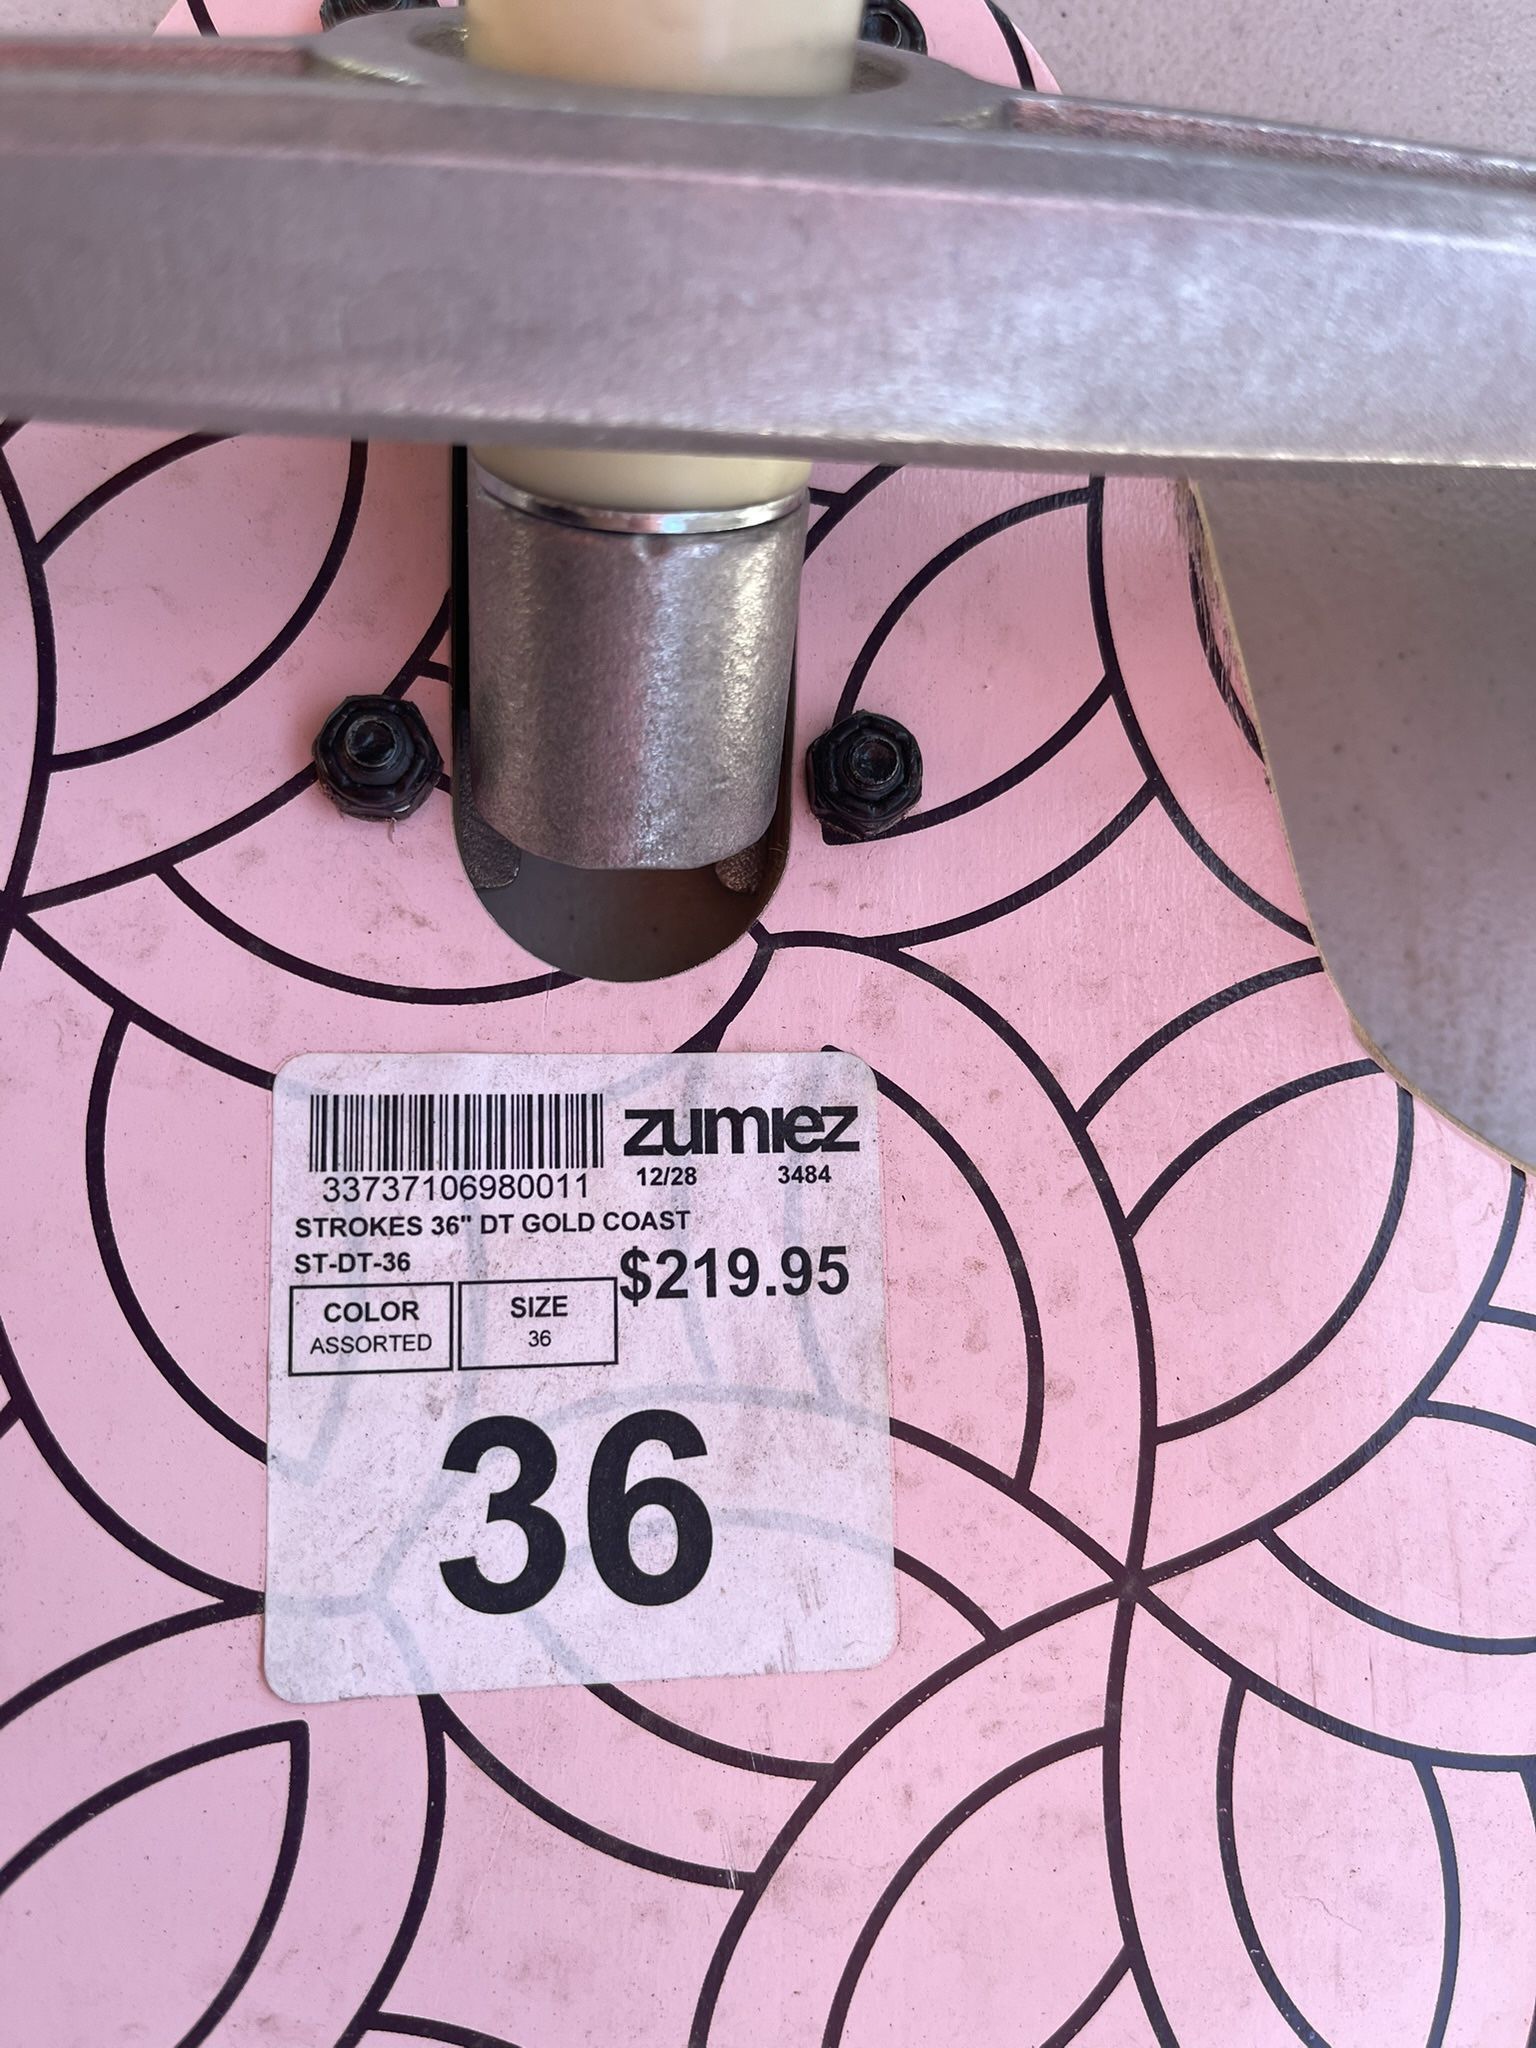 zumiez
33737106980011 12/28 3484
STROKES 36" DT GOLD COAST
ST-DT-36
$219.95
COLOR SIZE
ASSORTED 36
36